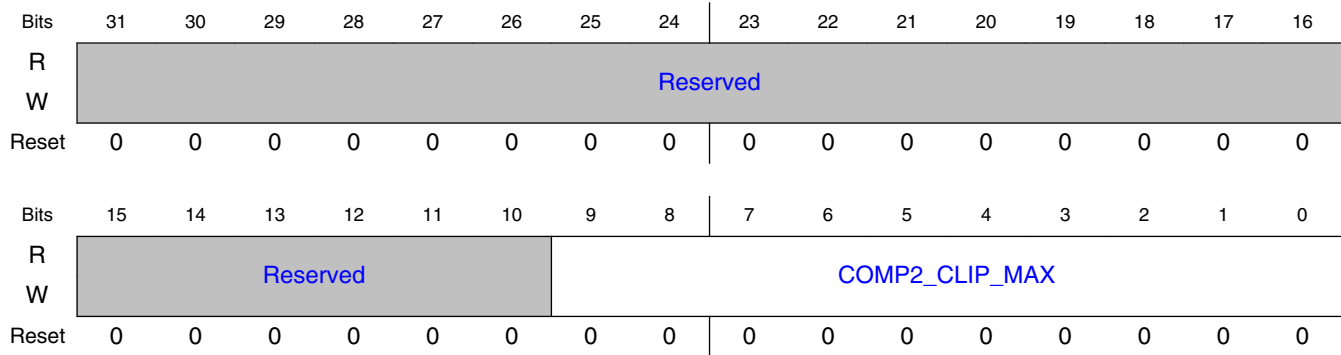 Bits 31 30 29 28 27 26 25 24 23 22 21 20 19 18 17 16
R
Reserved
W
Reset 0 0 0 0 0 0 0 0 0 0 0 0 0 0 0 0
Bits 15 14 13 12 11 10 9 8 7 6 5 4 3 2 1 0
R
Reserved COMP2_CLIP_MAX
W
Reset 0 0 0 0 0 0 0 0 0 0 0 0 0 0 0 0